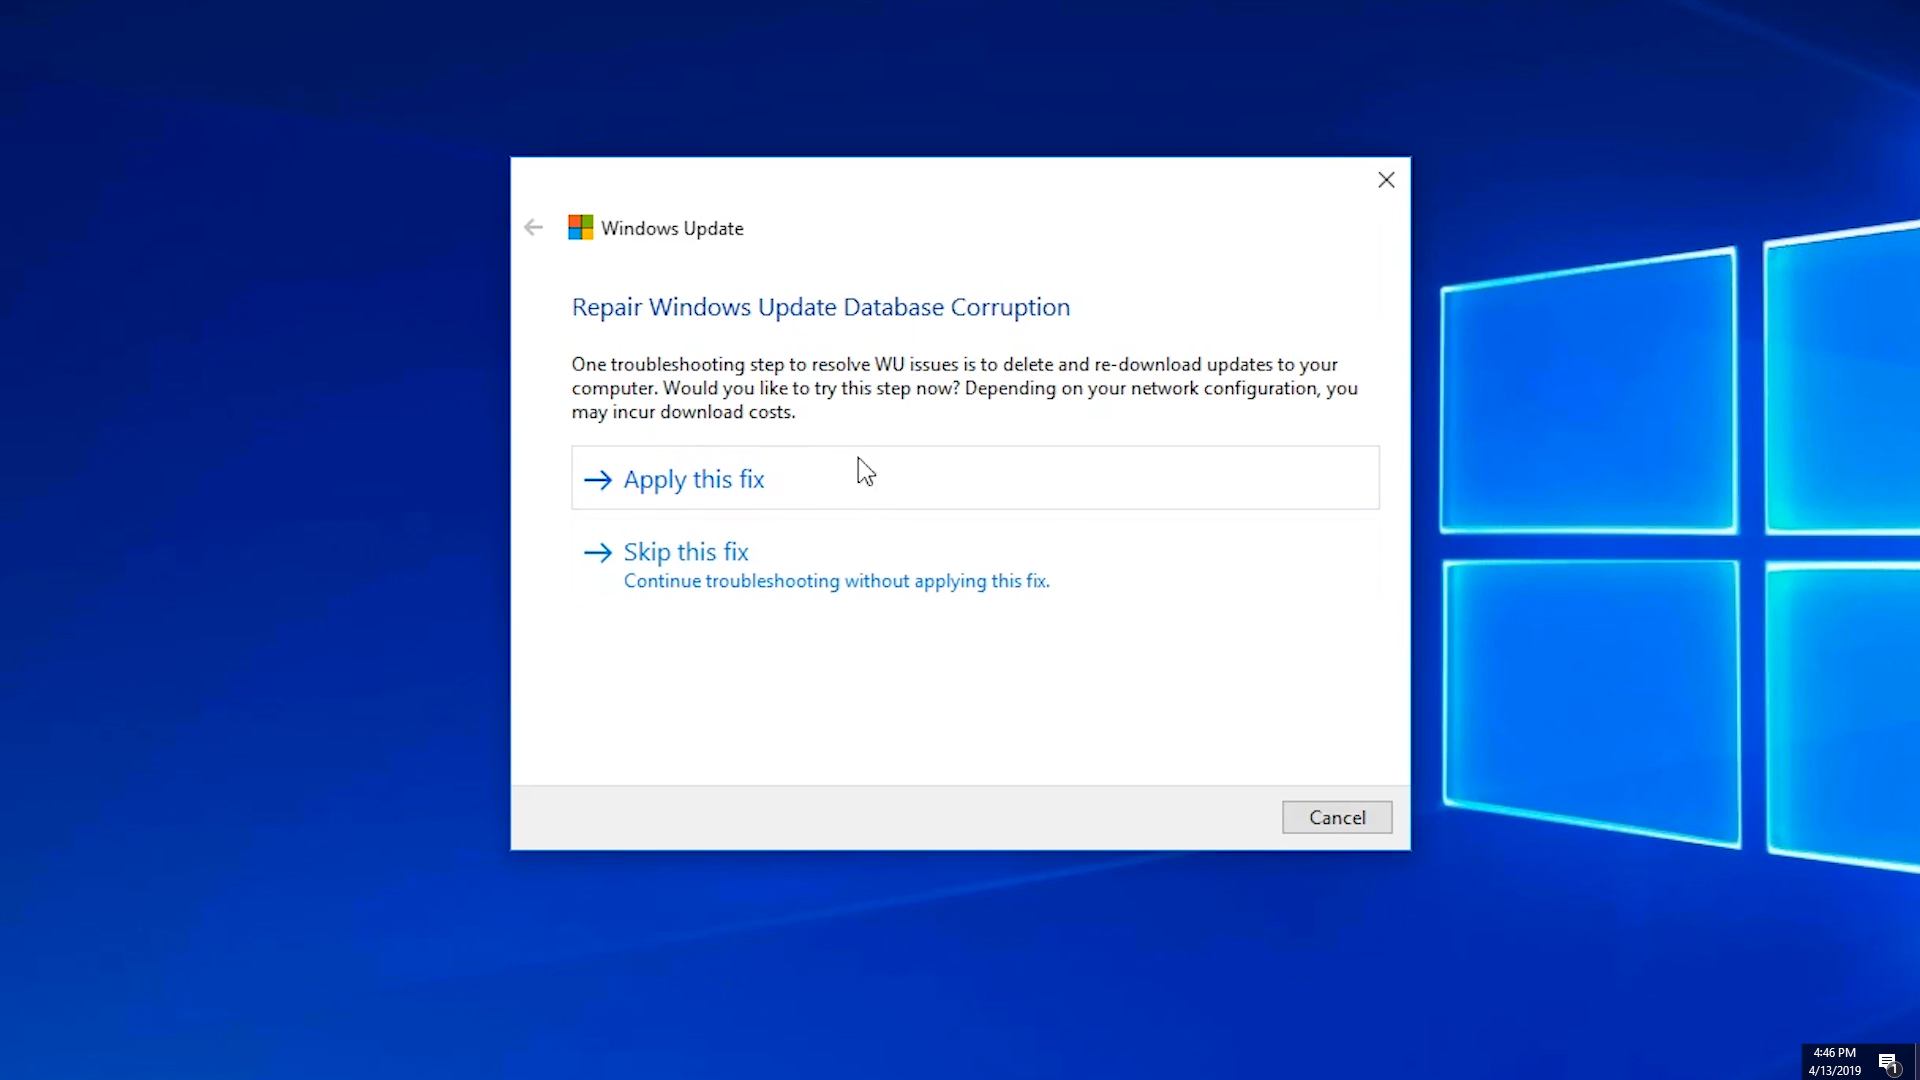 Windows Update
Repair Windows Update Database Corruption
One troubleshooting step to resolve WU issues is to delete and re-download updates to your
computer. Would you like to try this step now? Depending on your network configuration, you
may incur download costs.
Apply this fix
Skip this fix
Continue troubleshooting without applying this fix.
Cancel
4:46 PM
4/13/2019
1